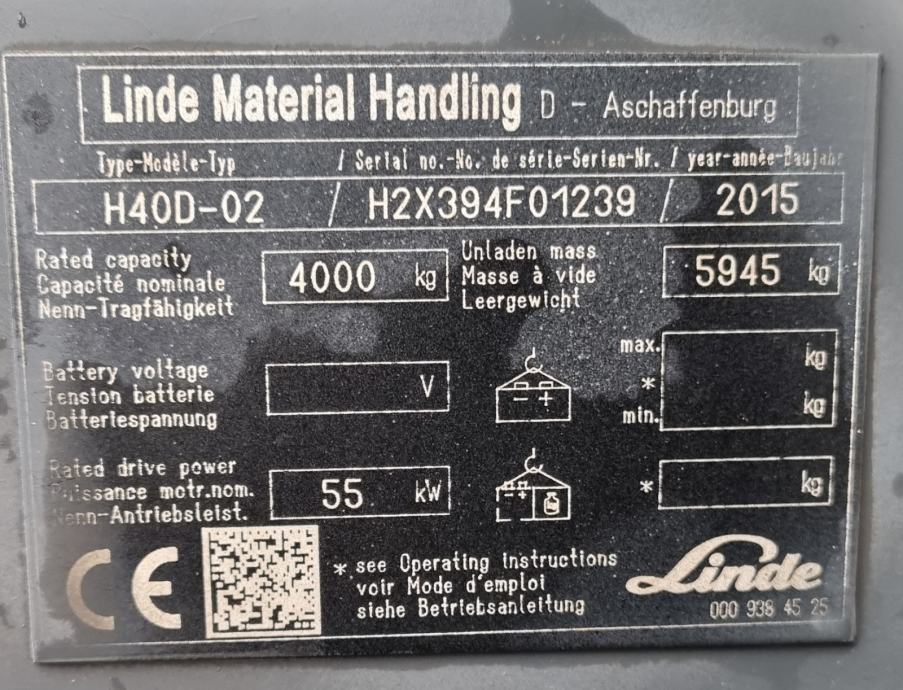 Linde Material Handling D - Aschaffenburg
Type-Modèle-Typ / Serial no.-No. de série-Serien-Nr. / year-année-Baujahr
H40D-02 / H2X394F01239 / 2015
Rated capacity
Capacité nominale
Nenn-Tragfähigkeit
4000 kg
Unladen mass
Masse à vide
Leergewicht
5945 kg
Battery voltage
Tension batterie
Batteriespannung
V
- +
max.
*
min.
kg
kg
Rated drive power
Puissance motr.nom.
Nenn-Antriebsleist.
55 kW
- +
* kg
CE
* see Operating instructions
voir Mode d'emploi
siehe Betriebsanleitung
Linde
000 938 45 25